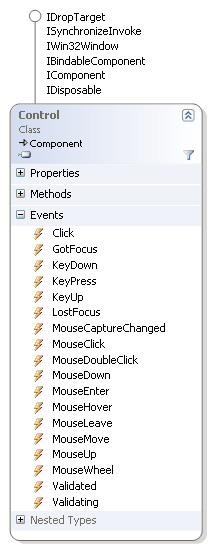 IDropTarget
ISynchronizeInvoke
IWin32Window
IBindableComponent
IComponent
IDisposable
Control
Class
Component
Properties
Methods
Events
Click
GotFocus
KeyDown
KeyPress
KeyUp
LostFocus
MouseCaptureChanged
MouseClick
MouseDoubleClick
MouseDown
MouseEnter
MouseHover
MouseLeave
MouseMove
MouseUp
MouseWheel
Validated
Validating
Nested Types